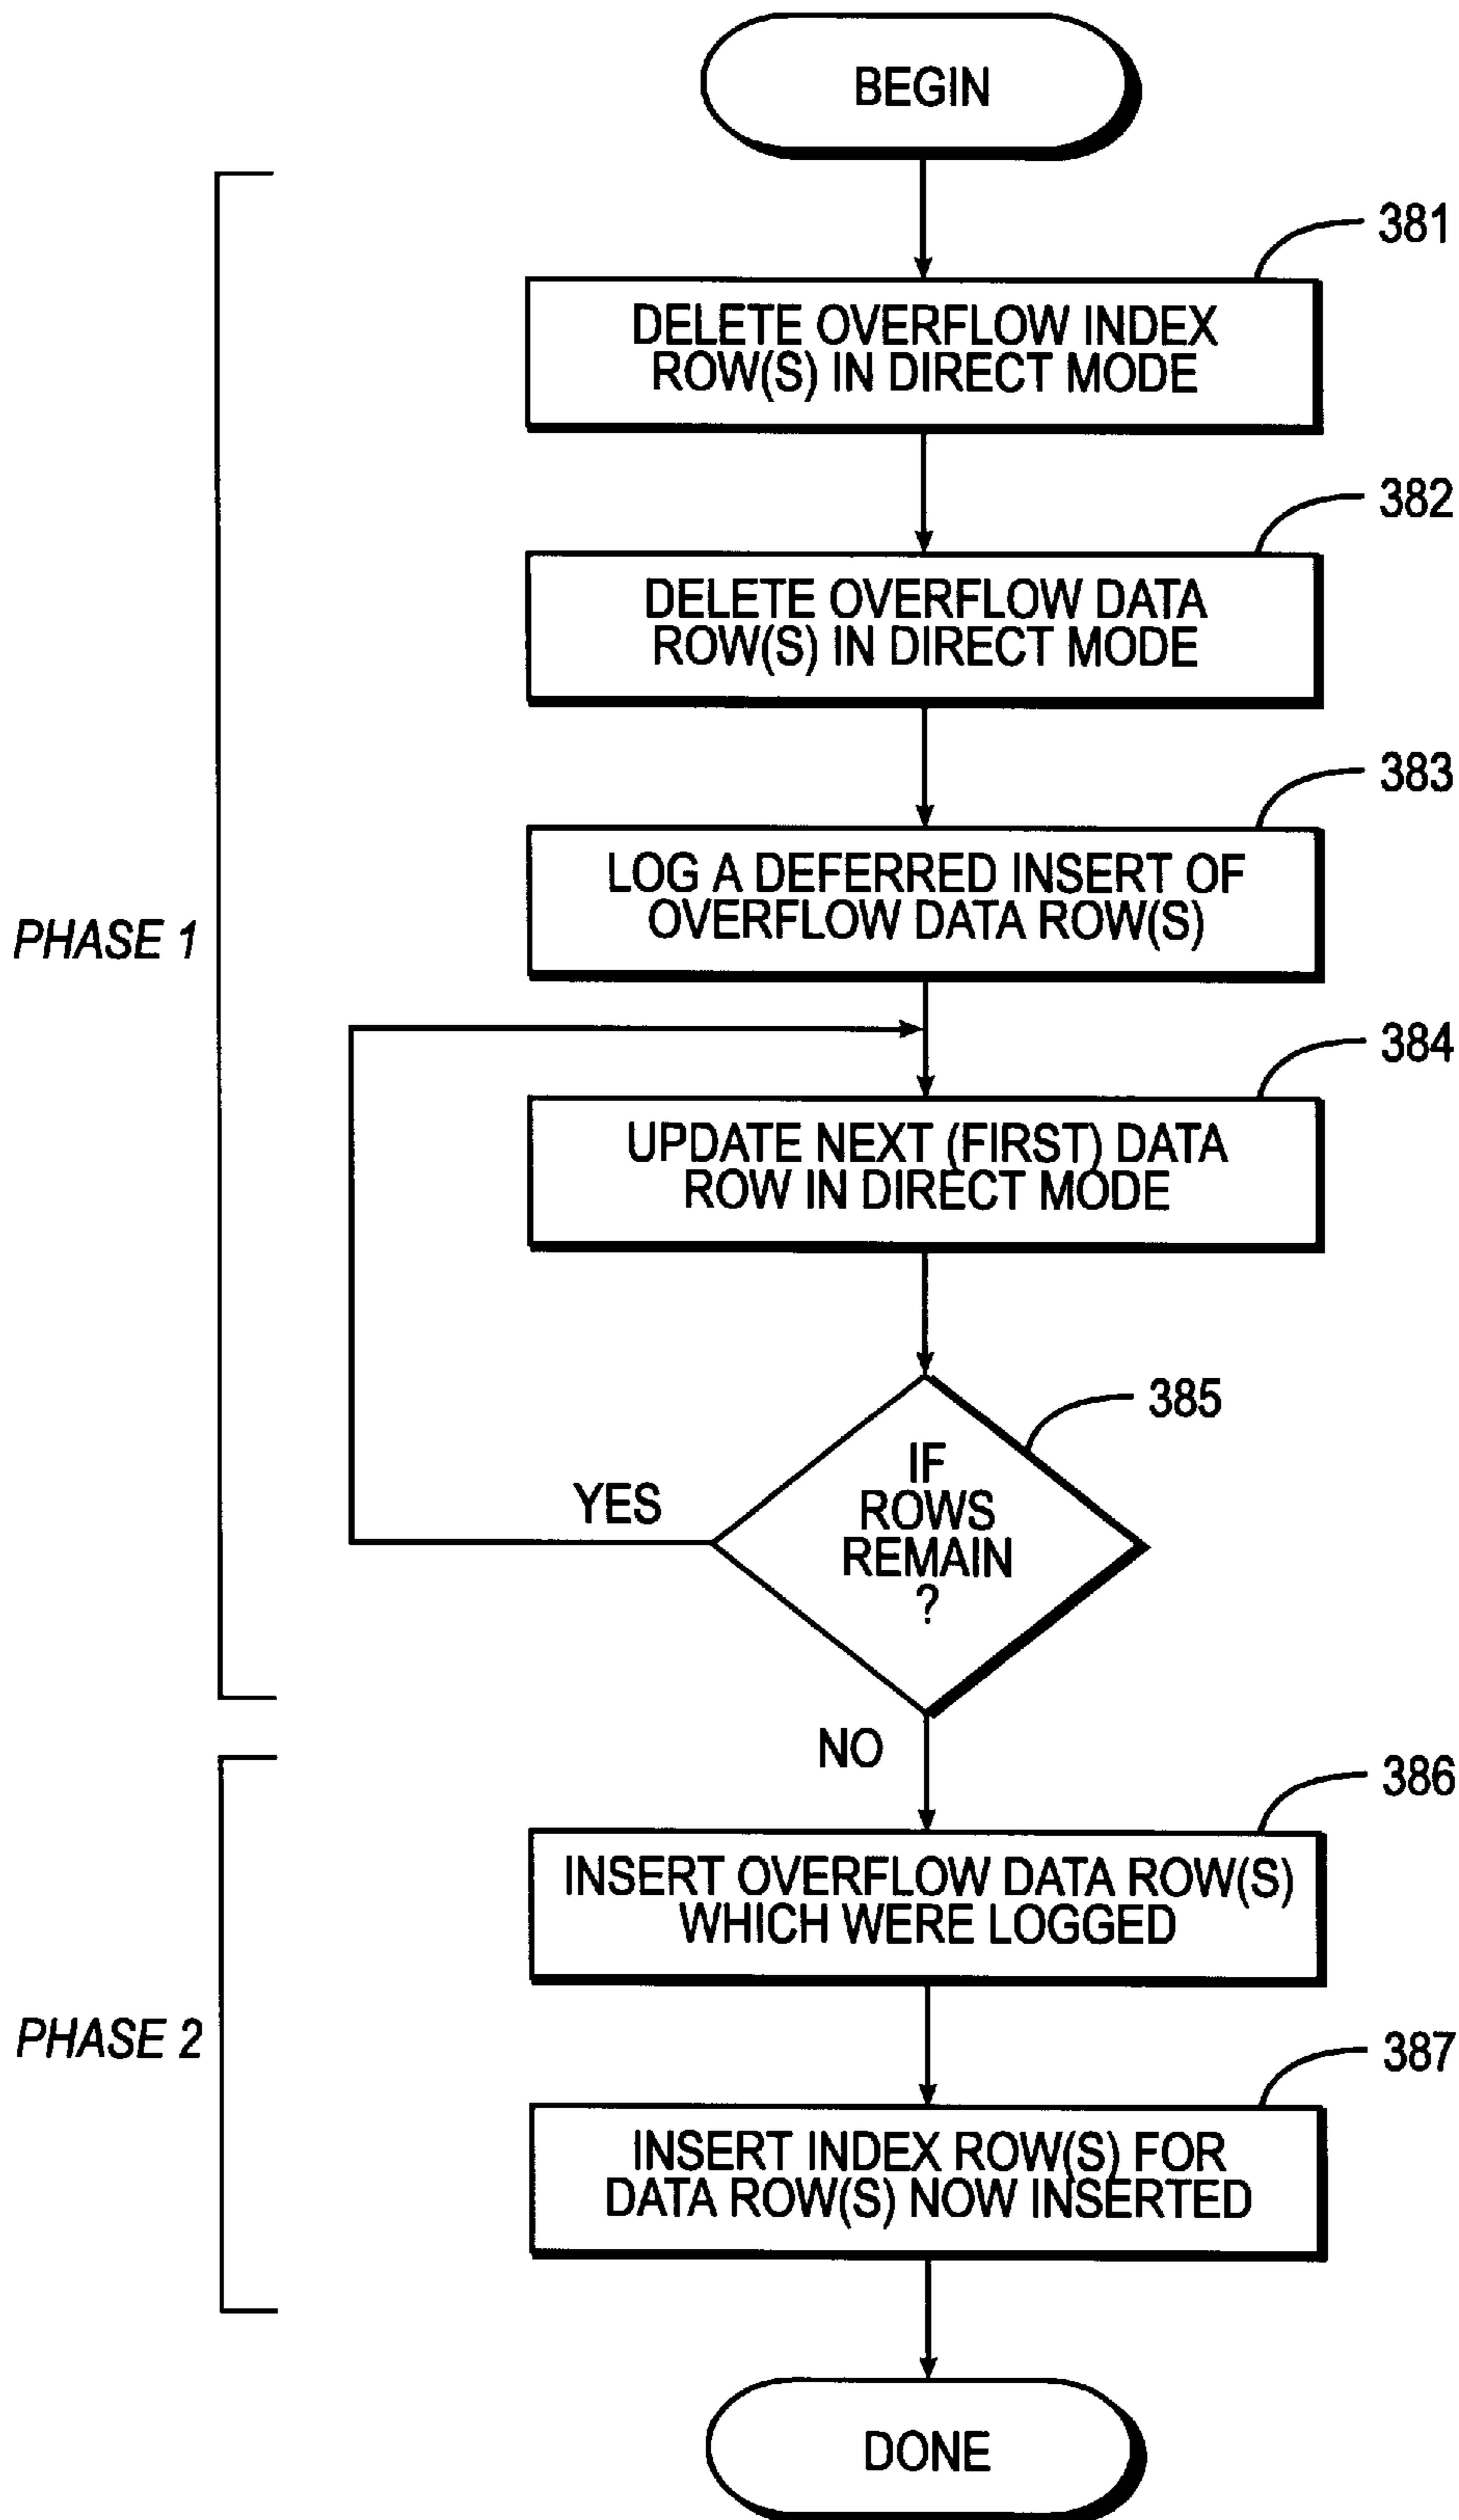 BEGIN
381
DELETE OVERFLOW INDEX
ROW(S) IN DIRECT MODE
382
DELETE OVERFLOW DATA
ROW(S) IN DIRECT MODE
383
LOG A DEFERRED INSERT OF
OVERFLOW DATA ROW(S)
PHASE 1
384
UPDATE NEXT (FIRST) DATA
ROW IN DIRECT MODE
385
IF
ROWS
REMAIN
?
YES
NO
386
INSERT OVERFLOW DATA ROW(S)
WHICH WERE LOGGED
PHASE 2
387
INSERT INDEX ROW(S) FOR
DATA ROW(S) NOW INSERTED
DONE